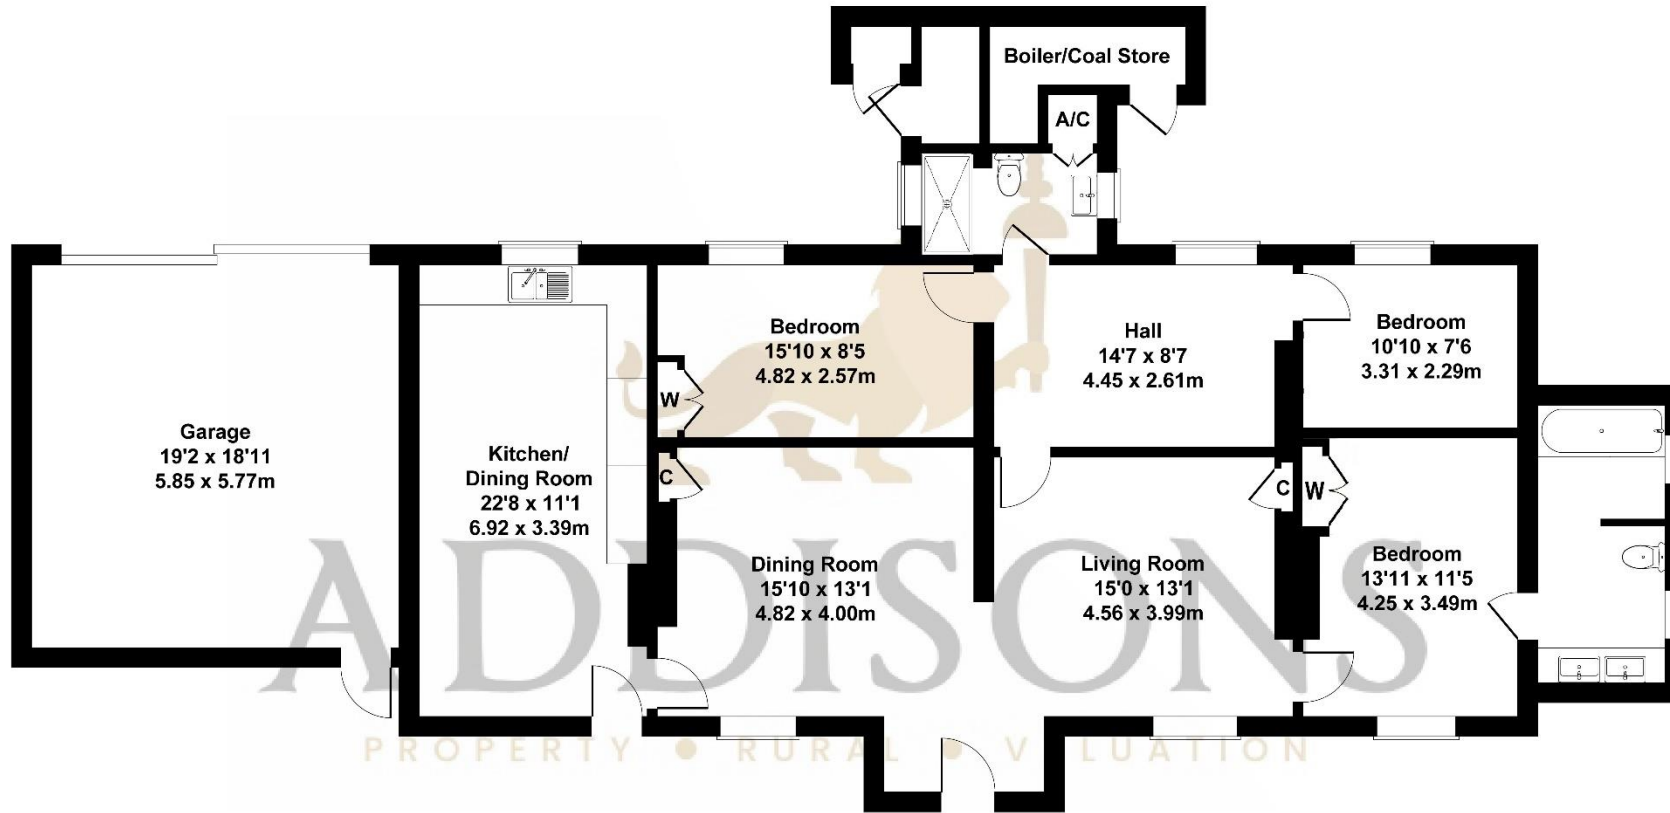 Boiler/Coal Store
A/C
Garage
19'2 x 18'11
5.85 x 5.77m
Kitchen/
Dining Room
22'8 x 11'1
6.92 x 3.39m
Bedroom
15'10 x 8'5
4.82 x 2.57m
W
Hall
14'7 x 8'7
4.45 x 2.61m
Bedroom
10'10 x 7'6
3.31 x 2.29m
C
Dining Room
15'10 x 13'1
4.82 x 4.00m
Living Room
15'0 x 13'1
4.56 x 3.99m
C
W
Bedroom
13'11 x 11'5
4.25 x 3.49m
ADDISONS
PROPERTY ● RURAL ● VALUATION